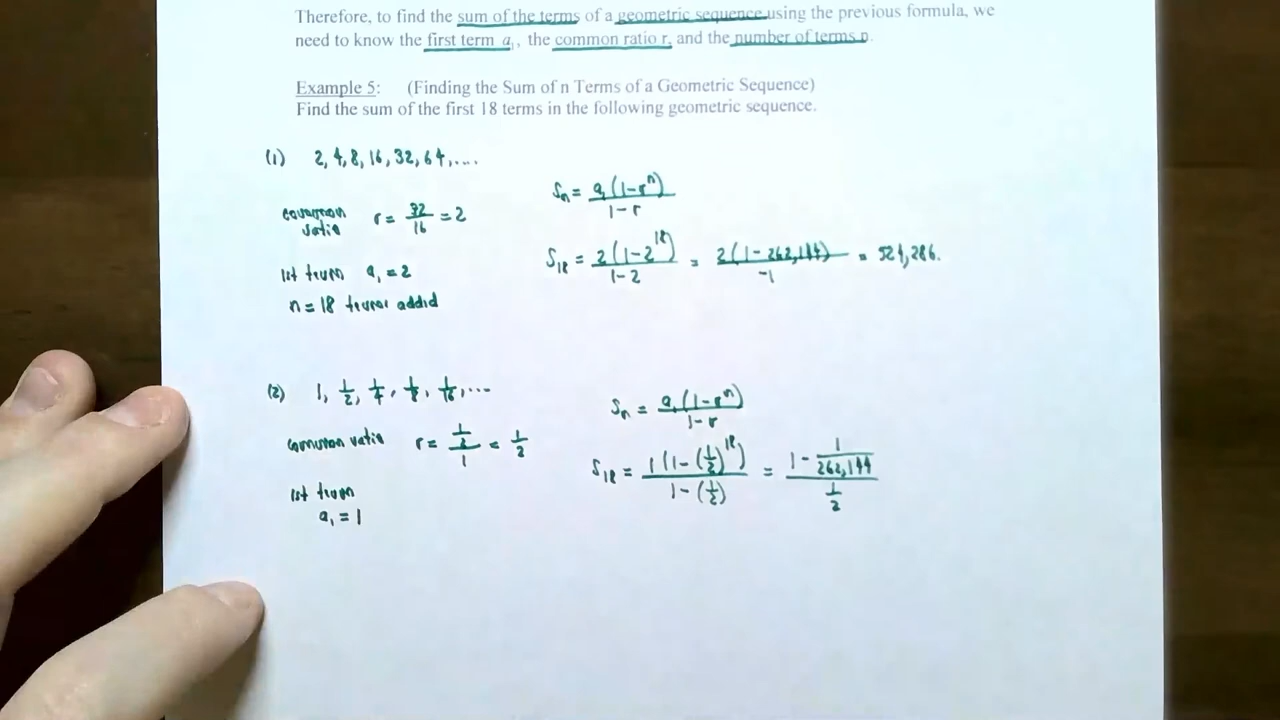 Therefore, to find the sum of the terms of a geometric sequence using the previous formula, we
need to know the first term a₁, the common ratio r, and the number of terms n.
Example 5: (Finding the Sum of n Terms of a Geometric Sequence)
Find the sum of the first 18 terms in the following geometric sequence.
(1) 2, 4, 8, 16, 32, 64, ....
common ratio r = 32/16 = 2
1st term a₁ = 2
n = 18 terms added
Sₙ = a₁(1-rⁿ)/1-r
S₁₈ = 2(1-2¹⁸)/1-2 = 2(1-262,144)/-1 = 524,286.
(2) 1, 1/2, 1/4, 1/8, 1/16, ...
common ratio r = 1/2/1 = 1/2
1st term
a₁ = 1
Sₙ = a₁(1-rⁿ)/1-r
S₁₈ = 1(1-(1/2)¹⁸)/1-(1/2) = 1-1/262,144/1/2